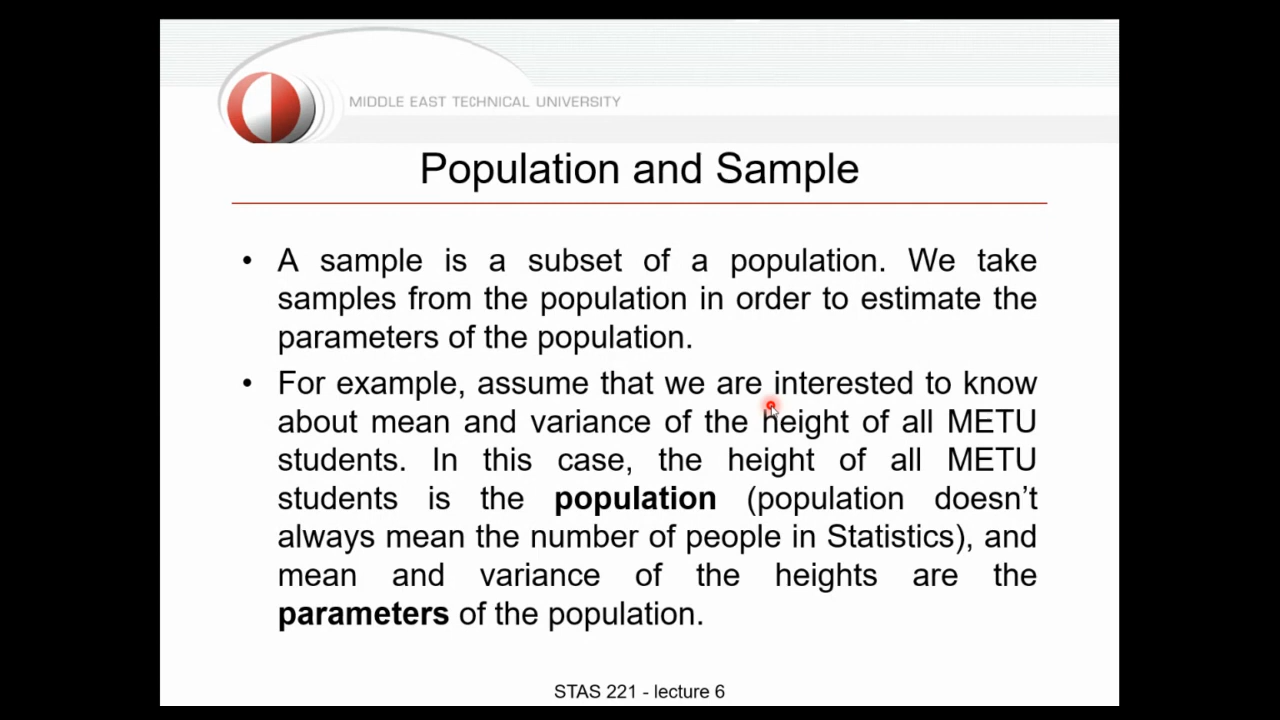 MIDDLE EAST TECHNICAL UNIVERSITY
Population and Sample
• A sample is a subset of a population. We take
samples from the population in order to estimate the
parameters of the population.
• For example, assume that we are interested to know
about mean and variance of the height of all METU
students. In this case, the height of all METU
students is the population (population doesn’t
always mean the number of people in Statistics), and
mean and variance of the heights are the
parameters of the population.
STAS 221 - lecture 6